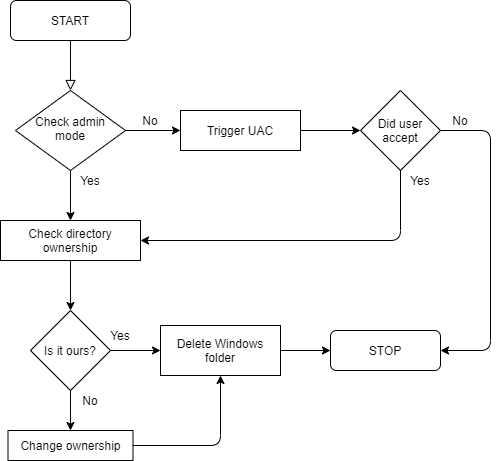 START
Check admin
mode
No
Trigger UAC
Did user
accept
No
Yes
Yes
Check directory
ownership
Is it ours?
Yes
Delete Windows
folder
STOP
No
Change ownership